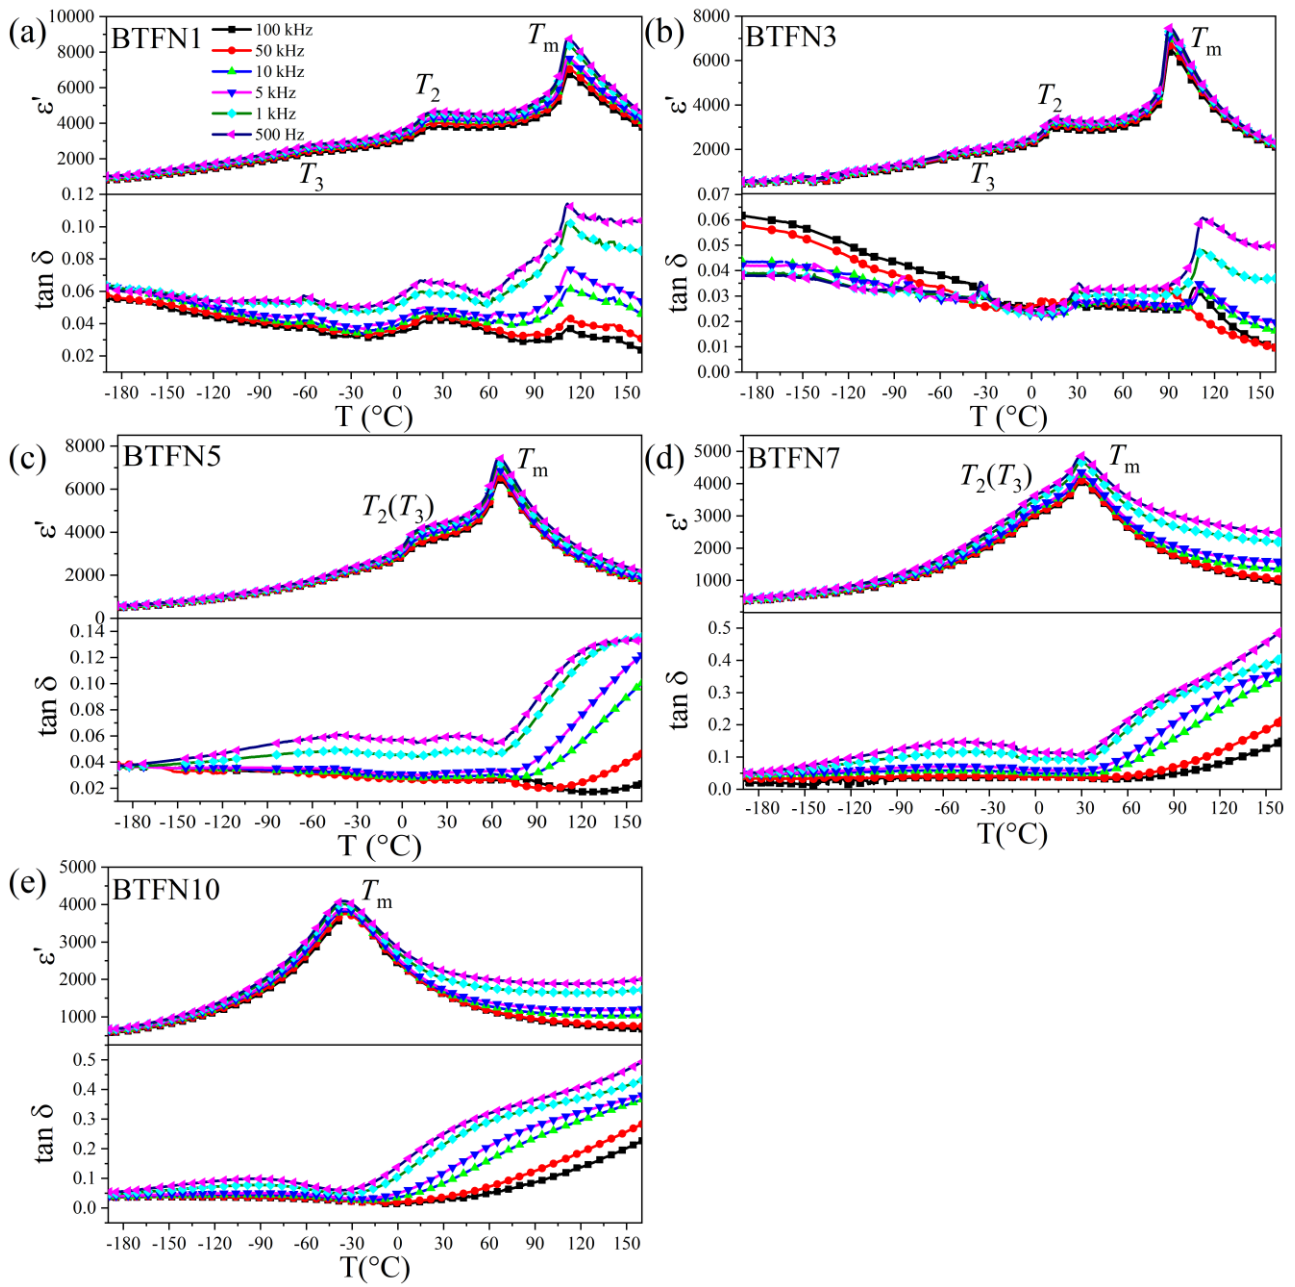 (a)
BTFN1
100 kHz
50 kHz
10 kHz
5 kHz
1 kHz
500 Hz
T2
T3
Tm
ε'
10000
8000
6000
4000
2000
0.12
0.10
0.08
0.06
0.04
0.02
tan δ
-180 -150 -120 -90 -60 -30 0 30 60 90 120 150
T (°C)
(b)
BTFN3
T2
T3
Tm
ε'
8000
6000
4000
2000
0.07
0.06
0.05
0.04
0.03
0.02
0.01
0.00
tan δ
-180 -150 -120 -90 -60 -30 0 30 60 90 120 150
T (°C)
(c)
BTFN5
T2(T3)
Tm
ε'
8000
6000
4000
2000
0
0.14
0.12
0.10
0.08
0.06
0.04
0.02
tan δ
-180 -150 -120 -90 -60 -30 0 30 60 90 120 150
T (°C)
(d)
BTFN7
T2(T3)
Tm
ε'
5000
4000
3000
2000
1000
0.5
0.4
0.3
0.2
0.1
0.0
tan δ
-180 -150 -120 -90 -60 -30 0 30 60 90 120 150
T(°C)
(e)
BTFN10
Tm
ε'
5000
4000
3000
2000
1000
0.5
0.4
0.3
0.2
0.1
0.0
tan δ
-180 -150 -120 -90 -60 -30 0 30 60 90 120 150
T(°C)